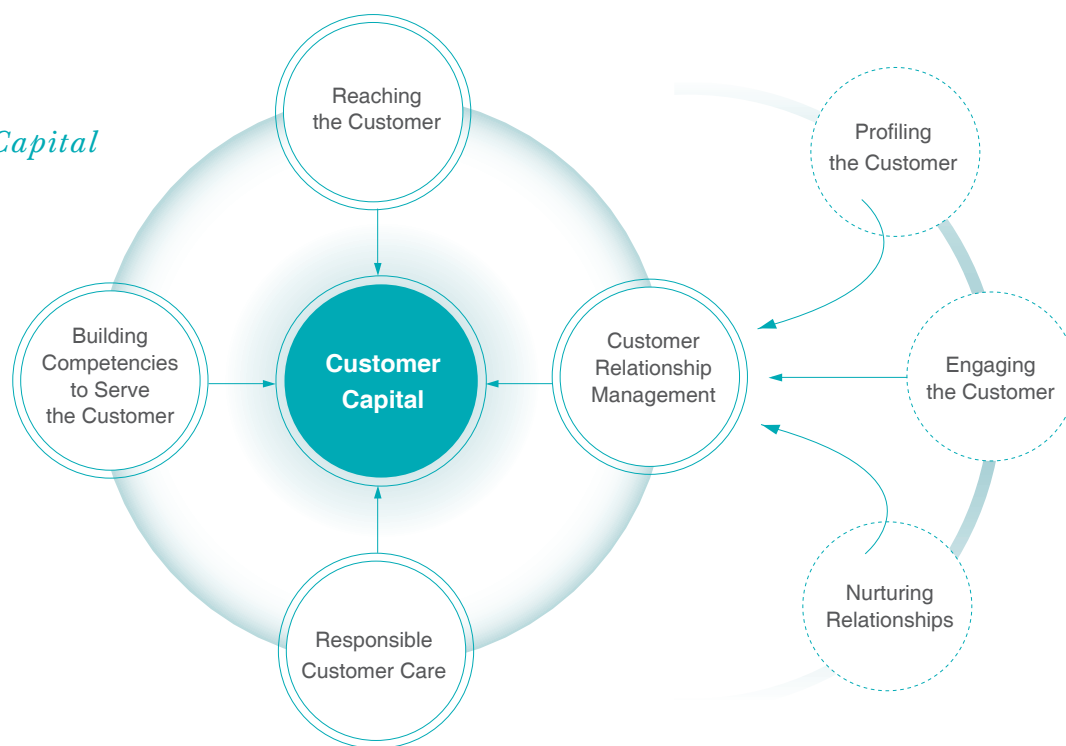 Capital
Reaching
the Customer
Profiling
the Customer
Building
Competencies
to Serve
the Customer
Customer
Capital
Customer
Relationship
Management
Engaging
the Customer
Responsible
Customer Care
Nurturing
Relationships